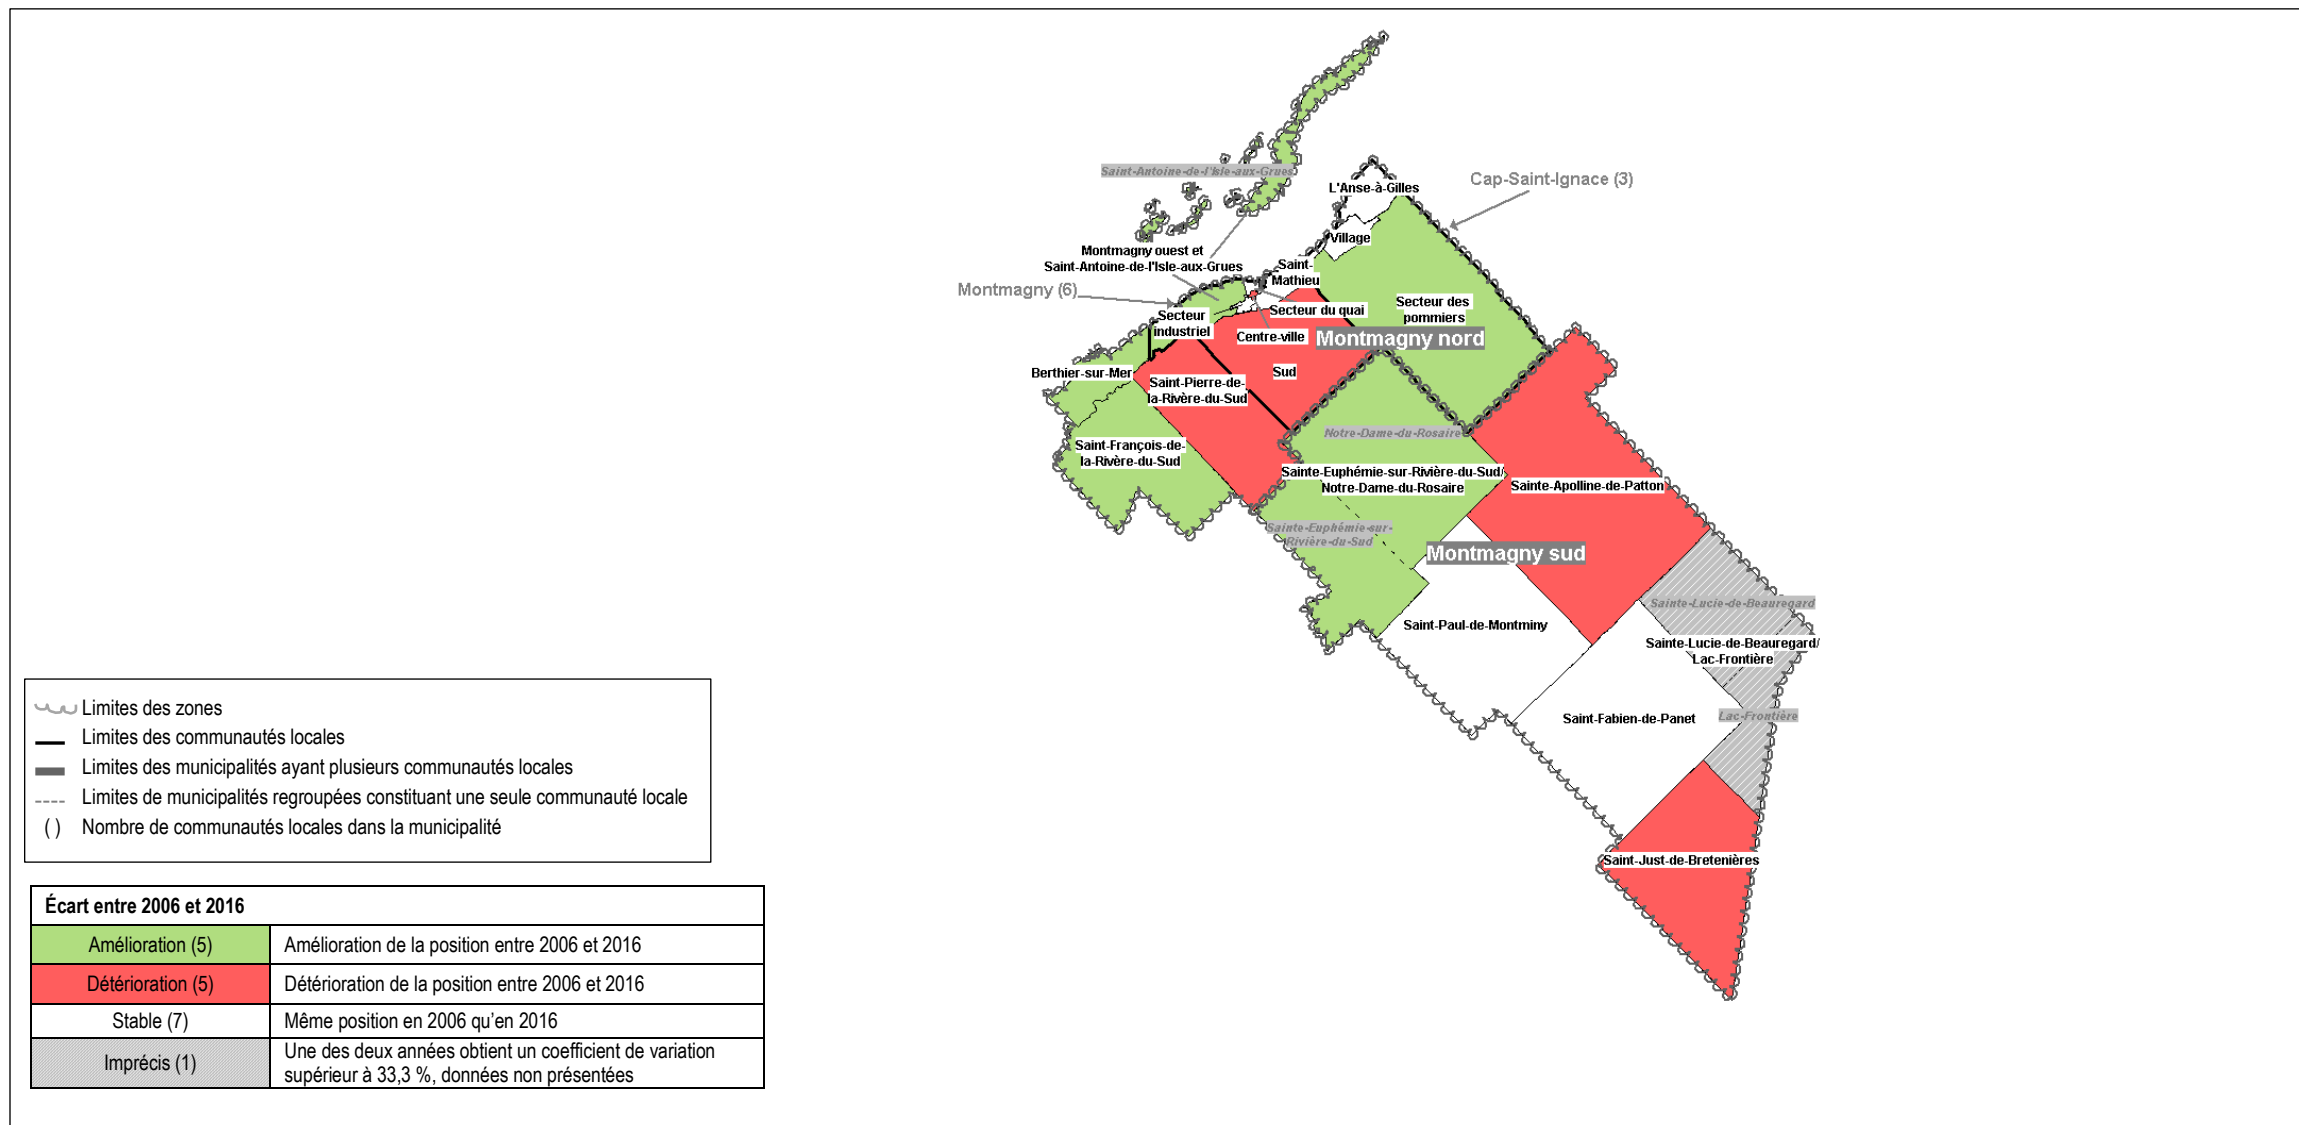 Saint-Antoine-de-l'Isle-aux-Grues
L'Anse-à-Gilles
Cap-Saint-Ignace (3)
Village
Montmagny ouest et
Saint-Antoine-de-l'Isle-aux-Grues
Saint-
Mathieu
Montmagny (6)
Secteur
industriel
Secteur du quai
Secteur des
pommiers
Centre-ville
Montmagny nord
Berthier-sur-Mer
Saint-Pierre-de-
la-Rivère-du-Sud
Sud
Notre-Dame-du-Rosaire
Saint-François-de-
la-Rivère-du-Sud
Sainte-Euphémie-sur-Rivière-du-Sud/
Notre-Dame-du-Rosaire
Sainte-Apolline-de-Patton
Sainte-Euphémie-sur-
Rivière-du-Sud
Montmagny sud
Sainte-Lucie-de-Beauregard
Saint-Paul-de-Montminy
Sainte-Lucie-de-Beauregard/
Lac-Frontière
Saint-Fabien-de-Panet
Lac-Frontière
Saint-Just-de-Bretenières
Limites des zones
Limites des communautés locales
Limites des municipalités ayant plusieurs communautés locales
Limites de municipalités regroupées constituant une seule communauté locale
( ) Nombre de communautés locales dans la municipalité
Écart entre 2006 et 2016
Amélioration (5) Amélioration de la position entre 2006 et 2016
Détérioration (5) Détérioration de la position entre 2006 et 2016
Stable (7) Même position en 2006 qu'en 2016
Imprécis (1) Une des deux années obtient un coefficient de variation
supérieur à 33,3 %, données non présentées